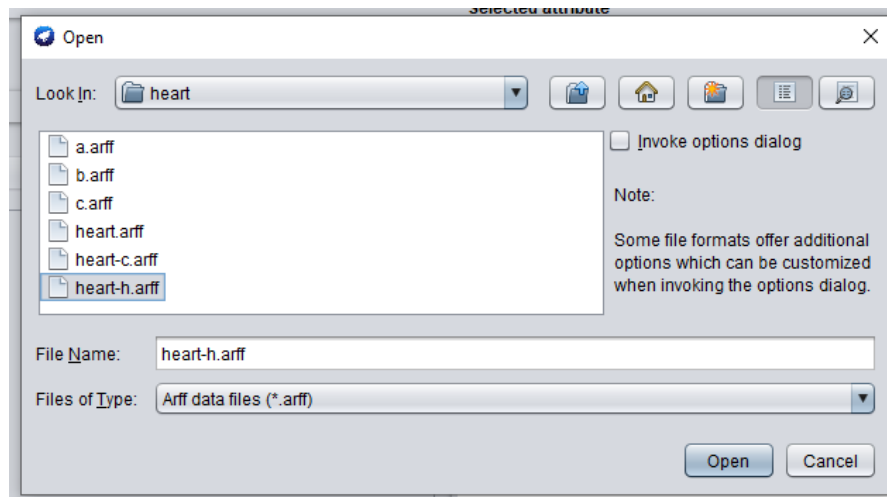 Selected attribute
Open
Look In:
heart
a.arff
b.arff
c.arff
heart.arff
heart-c.arff
heart-h.arff
Invoke options dialog
Note:
Some file formats offer additional
options which can be customized
when invoking the options dialog.
File Name:
heart-h.arff
Files of Type:
Arff data files (*.arff)
Open
Cancel